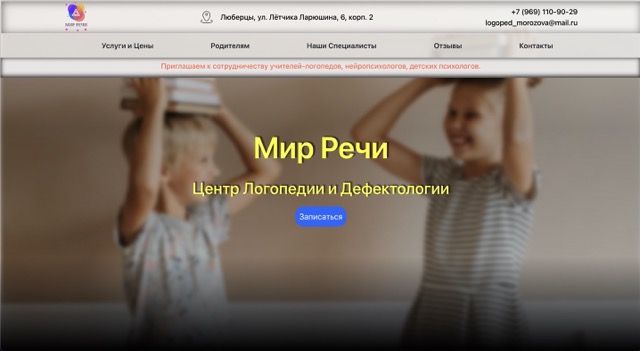 МИР РЕЧИ
Люберцы, ул. Лётчика Ларюшина, 6, корп. 2
+7 (969) 110-90-29
logoped_morozova@mail.ru
Услуги и Цены
Родителям
Наши Специалисты
Отзывы
Контакты
Приглашаем к сотрудничеству учителей-логопедов, нейропсихологов, детских психологов.
Мир Речи
Центр Логопедии и Дефектологии
Записаться